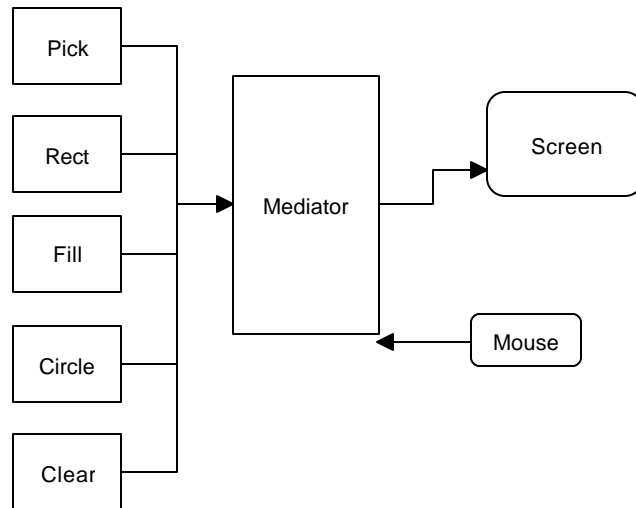 Pick
Rect
Fill
Circle
Clear
Mediator
Screen
Mouse